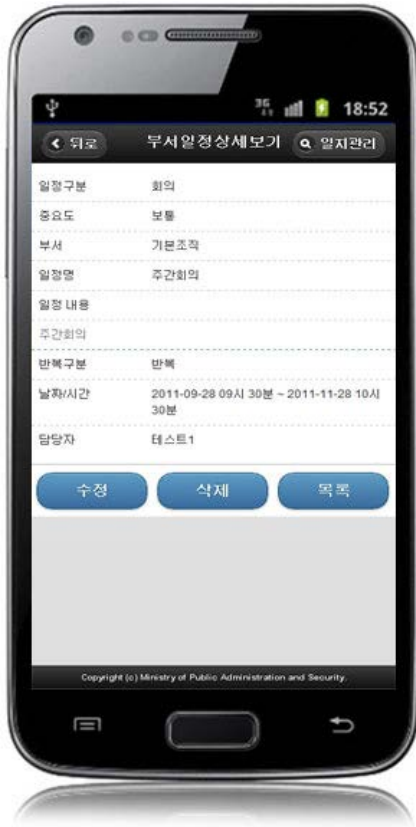 3G
18:52
뒤로 부서일정상세보기 일지관리
일정구분 회의
중요도 보통
부서 기본조직
일정명 주간회의
일정 내용
주간회의
반복구분 반복
날짜/시간 2011-09-28 09시 30분 ~ 2011-11-28 10시
30분
담당자 테스트1
수정 삭제 목록
Copyright (c) Ministry of Public Administration and Security.